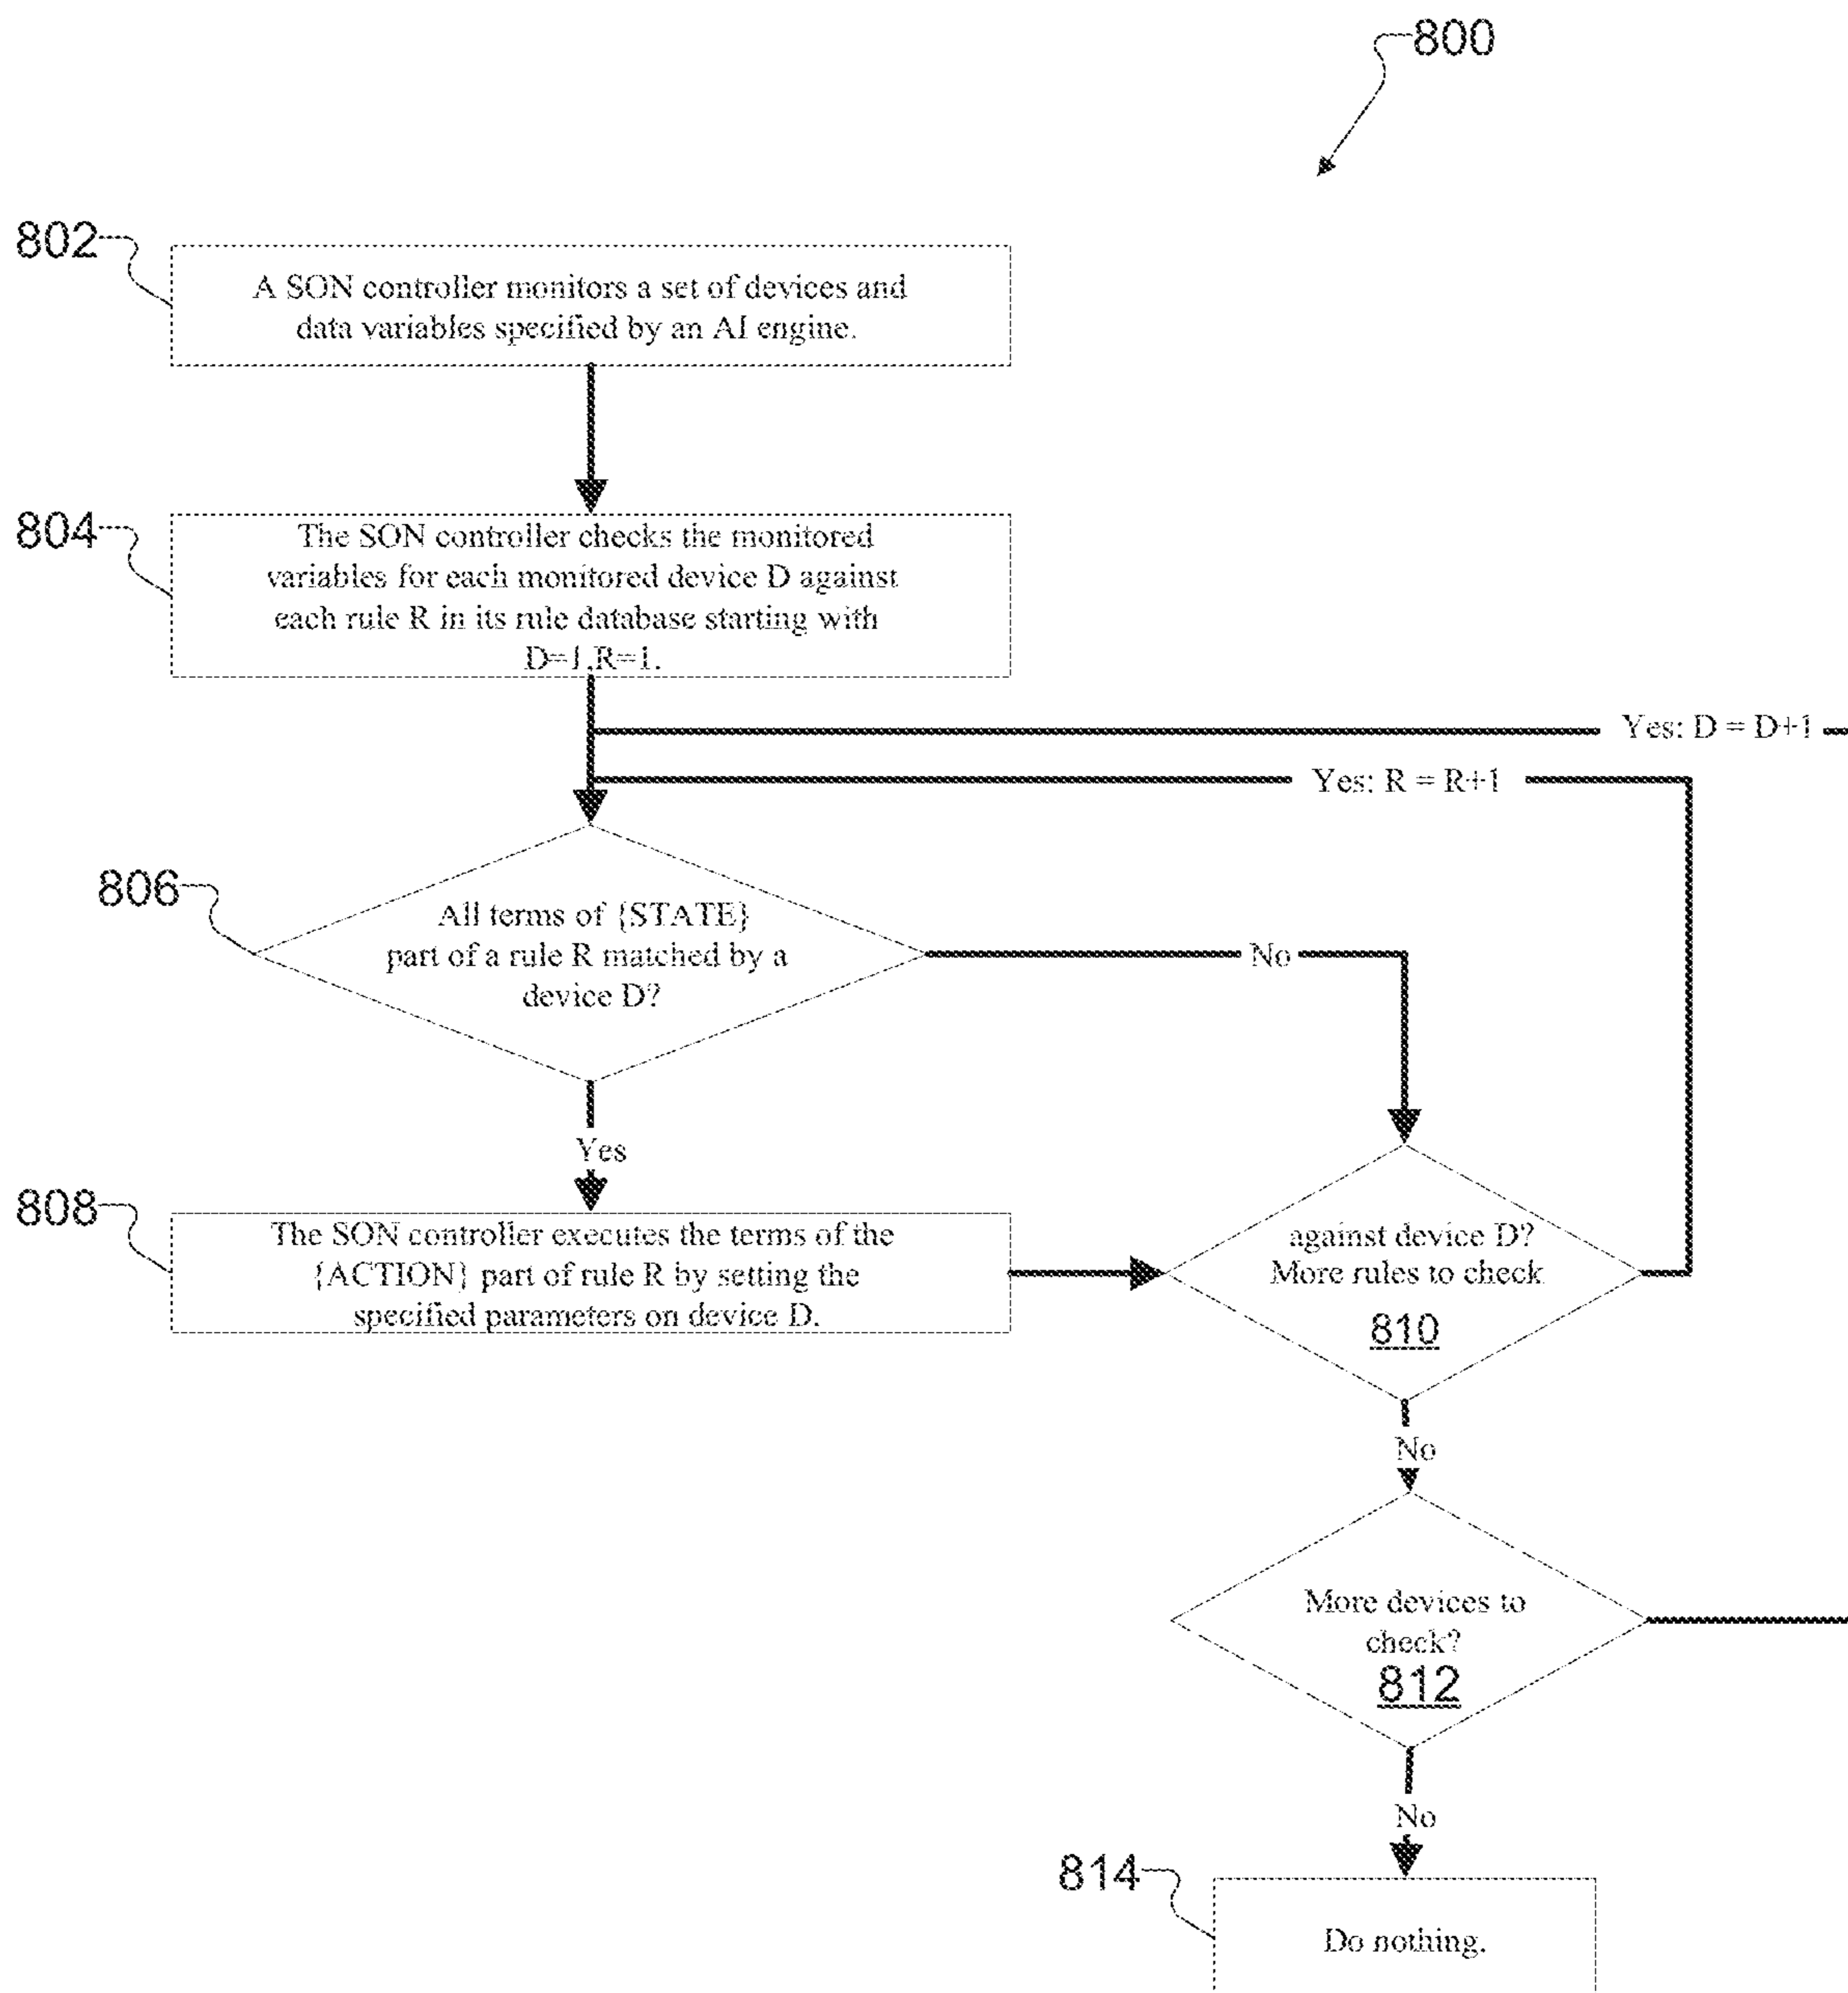 800
802
A SON controller monitors a set of devices and
data variables specified by an AI engine.
804
The SON controller checks the monitored
variables for each monitored device D against
each rule R in its rule database starting with
D=1,R=1.
Yes: D = D+1
Yes: R = R+1
806
All terms of {STATE}
part of a rule R matched by a
device D?
No
Yes
808
The SON controller executes the terms of the
{ACTION} part of rule R by setting the
specified parameters on device D.
against device D?
More rules to check
810
No
More devices to
check?
812
No
814
Do nothing.